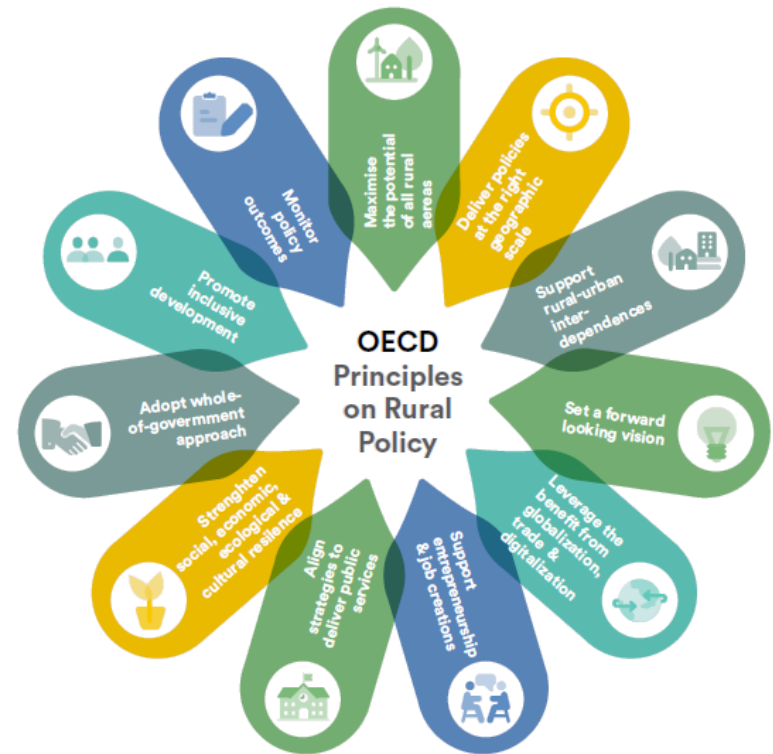 OECD
Principles
on Rural
Policy
Maximise
the potential
of all rural
aereas
Deliver policies
at the right
geographic
scale
Support
rural-urban
inter-
dependences
Set a forward
looking vision
Leverage the
benefit from
globalization,
trade &
digitalization
Support
entrepreneurship
& job creations
Align
strategies to
deliver public
services
Strenghten
social, economic,
ecological &
cultural resilence
Adopt whole-
of-government
approach
Promote
inclusive
development
Monitor
policy
outcomes